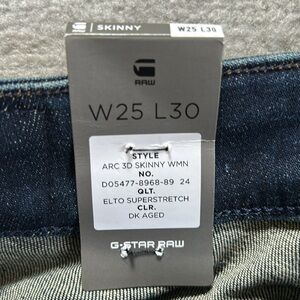 SKINNY
W25 L30
RAW
W25 L30
STYLE
ARC 3D SKINNY WMN
NO.
D05477-8968-89 24
QLT.
ELTO SUPERSTRETCH
CLR.
DK AGED
G-STAR RAW